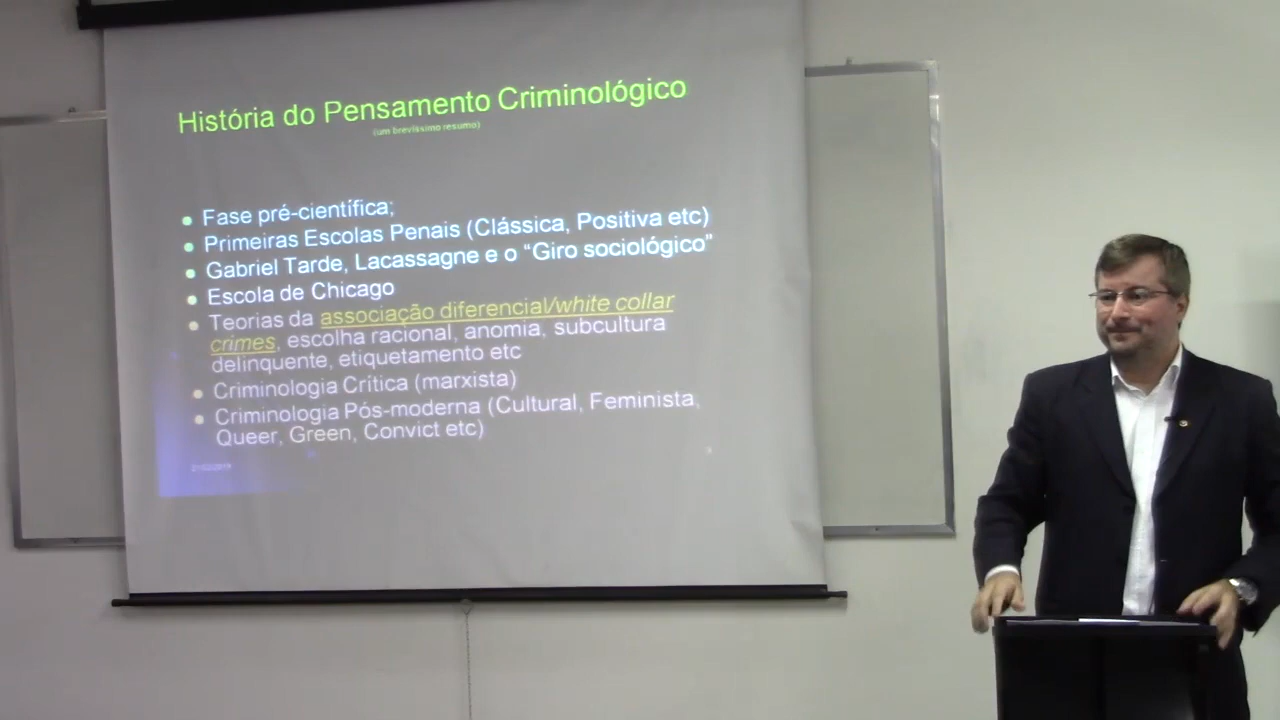 História do Pensamento Criminológico
(um brevíssimo resumo)
Fase pré-científica;
Primeiras Escolas Penais (Clássica, Positiva etc)
Gabriel Tarde, Lacassagne e o “Giro sociológico”
Escola de Chicago
Teorias da associação diferencial/white collar
crimes, escolha racional, anomia, subcultura
delinquente, etiquetamento etc
Criminologia Crítica (marxista)
Criminologia Pós-moderna (Cultural, Feminista,
Queer, Green, Convict etc)